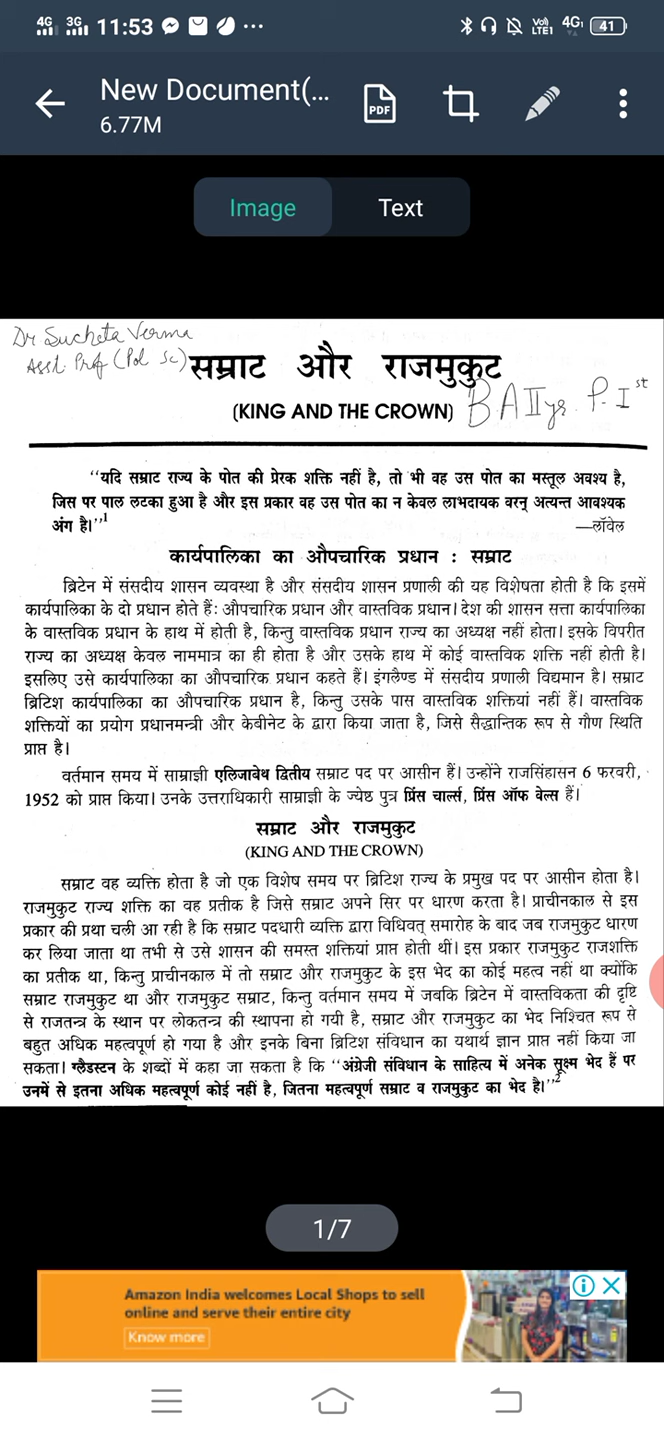 4G 3G 11:53 ... Vo) LTE1 4G 41
New Document(...
6.77M
PDF
Image Text
Dr Sucheta Verma
Asst. Prof (Pol Sc)
सम्राट और राजमुकुट
(KING AND THE CROWN)
B.A II yr. P- I st
‘‘यदि सम्राट राज्य के पोत की प्रेरक शक्ति नहीं है, तो भी वह उस पोत का मस्तूल अवश्य है,
जिस पर पाल लटका हुआ है और इस प्रकार वह उस पोत का न केवल लाभदायक वरन् अत्यन्त आवश्यक
अंग है।’’1 —लॉवेल
कार्यपालिका का औपचारिक प्रधान : सम्राट
ब्रिटेन में संसदीय शासन व्यवस्था है और संसदीय शासन प्रणाली की यह विशेषता होती है कि इसमें
कार्यपालिका के दो प्रधान होते हैं: औपचारिक प्रधान और वास्तविक प्रधान। देश की शासन सत्ता कार्यपालिका
के वास्तविक प्रधान के हाथ में होती है, किन्तु वास्तविक प्रधान राज्य का अध्यक्ष नहीं होता। इसके विपरीत
राज्य का अध्यक्ष केवल नाममात्र का ही होता है और उसके हाथ में कोई वास्तविक शक्ति नहीं होती है।
इसलिए उसे कार्यपालिका का औपचारिक प्रधान कहते हैं। इंगलैण्ड में संसदीय प्रणाली विद्यमान है। सम्राट
ब्रिटिश कार्यपालिका का औपचारिक प्रधान है, किन्तु उसके पास वास्तविक शक्तियां नहीं हैं। वास्तविक
शक्तियों का प्रयोग प्रधानमन्त्री और केबीनेट के द्वारा किया जाता है, जिसे सैद्धान्तिक रूप से गौण स्थिति
प्राप्त है।
वर्तमान समय में साम्राज्ञी एलिजाबेथ द्वितीय सम्राट पद पर आसीन हैं। उन्होंने राजसिंहासन 6 फरवरी,
1952 को प्राप्त किया। उनके उत्तराधिकारी साम्राज्ञी के ज्येष्ठ पुत्र प्रिंस चार्ल्स, प्रिंस ऑफ वेल्स हैं।
सम्राट और राजमुकुट
(KING AND THE CROWN)
सम्राट वह व्यक्ति होता है जो एक विशेष समय पर ब्रिटिश राज्य के प्रमुख पद पर आसीन होता है।
राजमुकुट राज्य शक्ति का वह प्रतीक है जिसे सम्राट अपने सिर पर धारण करता है। प्राचीनकाल से इस
प्रकार की प्रथा चली आ रही है कि सम्राट पदधारी व्यक्ति द्वारा विधिवत् समारोह के बाद जब राजमुकुट धारण
कर लिया जाता था तभी से उसे शासन की समस्त शक्तियां प्राप्त होती थीं। इस प्रकार राजमुकुट राजशक्ति
का प्रतीक था, किन्तु प्राचीनकाल में तो सम्राट और राजमुकुट के इस भेद का कोई महत्व नहीं था क्योंकि
सम्राट राजमुकुट था और राजमुकुट सम्राट, किन्तु वर्तमान समय में जबकि ब्रिटेन में वास्तविकता की दृष्टि
से राजतन्त्र के स्थान पर लोकतन्त्र की स्थापना हो गयी है, सम्राट और राजमुकुट का भेद निश्चित रूप से
बहुत अधिक महत्वपूर्ण हो गया है और इनके बिना ब्रिटिश संविधान का यथार्थ ज्ञान प्राप्त नहीं किया जा
सकता। ग्लैडस्टन के शब्दों में कहा जा सकता है कि ‘‘अंग्रेजी संविधान के साहित्य में अनेक सूक्ष्म भेद हैं पर
उनमें से इतना अधिक महत्वपूर्ण कोई नहीं है, जितना महत्वपूर्ण सम्राट व राजमुकुट का भेद है।’’2
1/7
Amazon India welcomes Local Shops to sell
online and serve their entire city
Know more